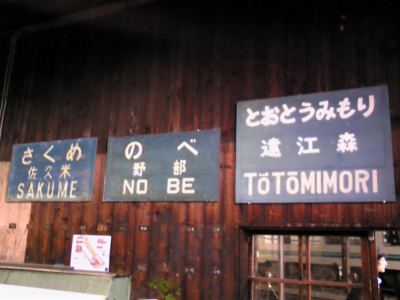 さくめ
佐久米
SAKUME
のべ
野部
NO BE
とおとうみもり
遠江森
TŌTŌMIMORI